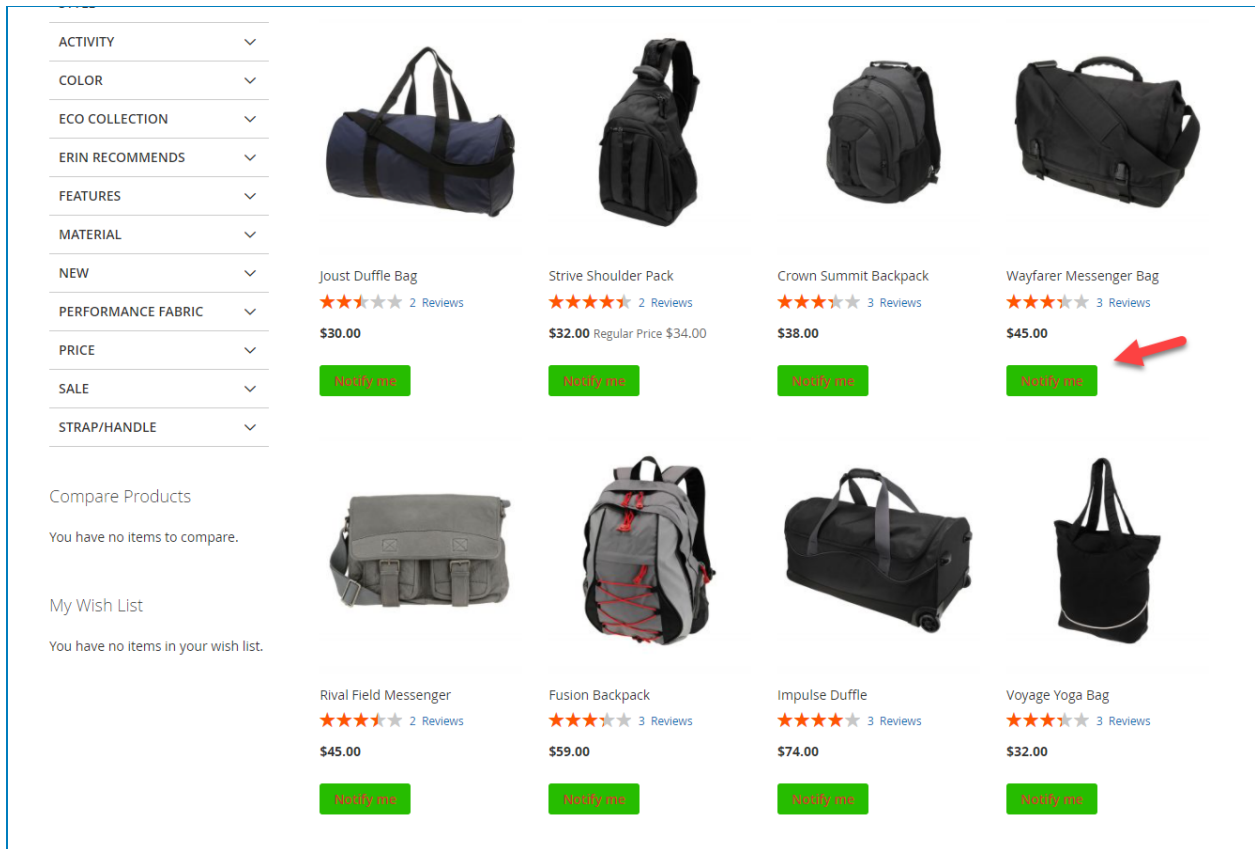 ACTIVITY
COLOR
ECO COLLECTION
ERIN RECOMMENDS
FEATURES
MATERIAL
NEW
PERFORMANCE FABRIC
PRICE
SALE
STRAP/HANDLE
Compare Products
You have no items to compare.
My Wish List
You have no items in your wish list.
Joust Duffle Bag
2 Reviews
$30.00
Notify me
Strive Shoulder Pack
2 Reviews
$32.00 Regular Price $34.00
Notify me
Crown Summit Backpack
3 Reviews
$38.00
Notify me
Wayfarer Messenger Bag
3 Reviews
$45.00
Notify me
Rival Field Messenger
2 Reviews
$45.00
Notify me
Fusion Backpack
3 Reviews
$59.00
Notify me
Impulse Duffle
3 Reviews
$74.00
Notify me
Voyage Yoga Bag
3 Reviews
$32.00
Notify me